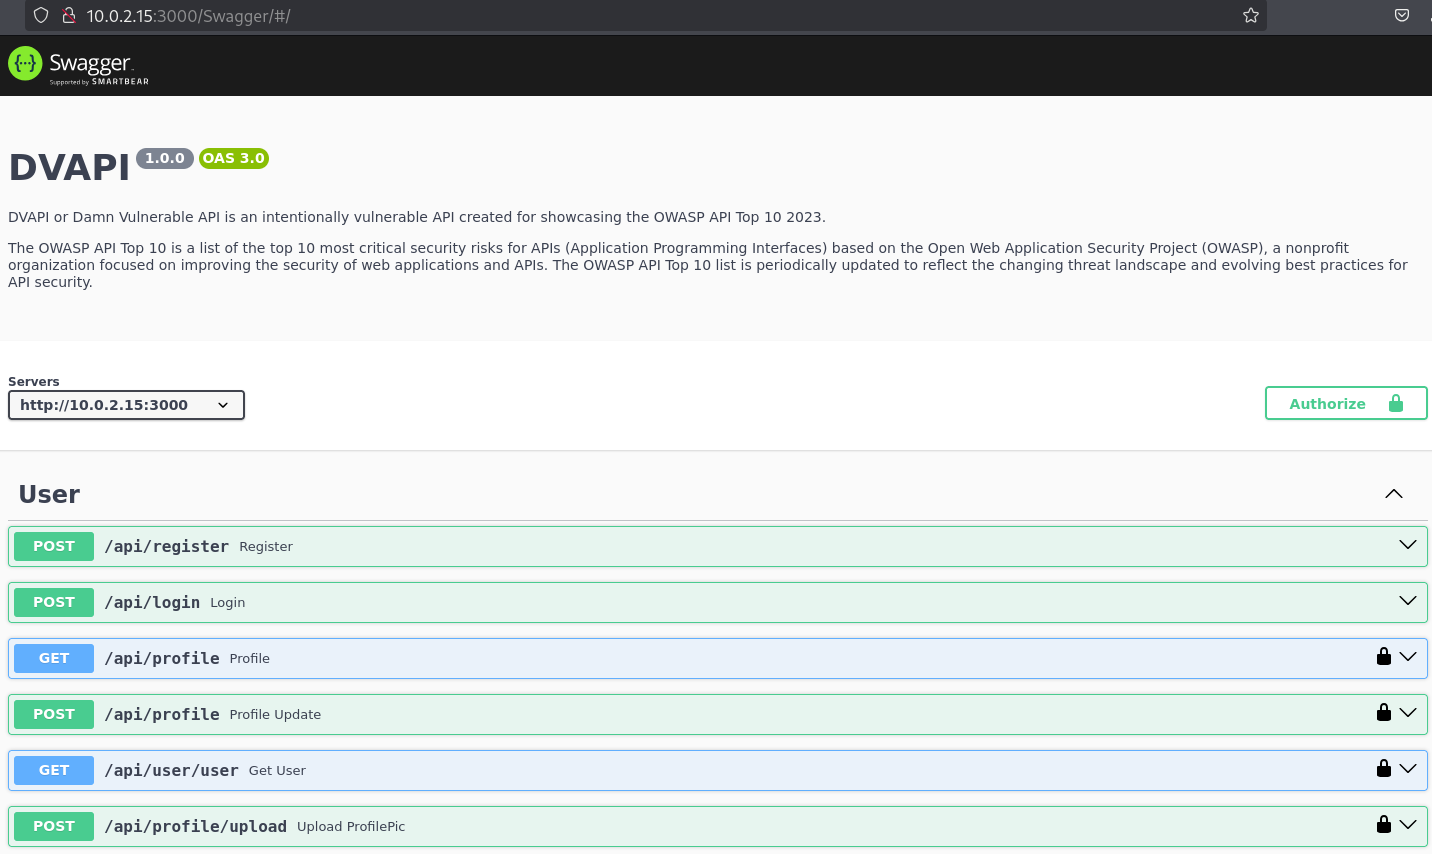 10.0.2.15:3000/Swagger/#/
{...} Swagger
Supported by SMARTBEAR
DVAPI 1.0.0 OAS 3.0
DVAPI or Damn Vulnerable API is an intentionally vulnerable API created for showcasing the OWASP API Top 10 2023.
The OWASP API Top 10 is a list of the top 10 most critical security risks for APIs (Application Programming Interfaces) based on the Open Web Application Security Project (OWASP), a nonprofit
organization focused on improving the security of web applications and APIs. The OWASP API Top 10 list is periodically updated to reflect the changing threat landscape and evolving best practices for
API security.
Servers
http://10.0.2.15:3000
Authorize
User
POST /api/register Register
POST /api/login Login
GET /api/profile Profile
POST /api/profile Profile Update
GET /api/user/user Get User
POST /api/profile/upload Upload ProfilePic